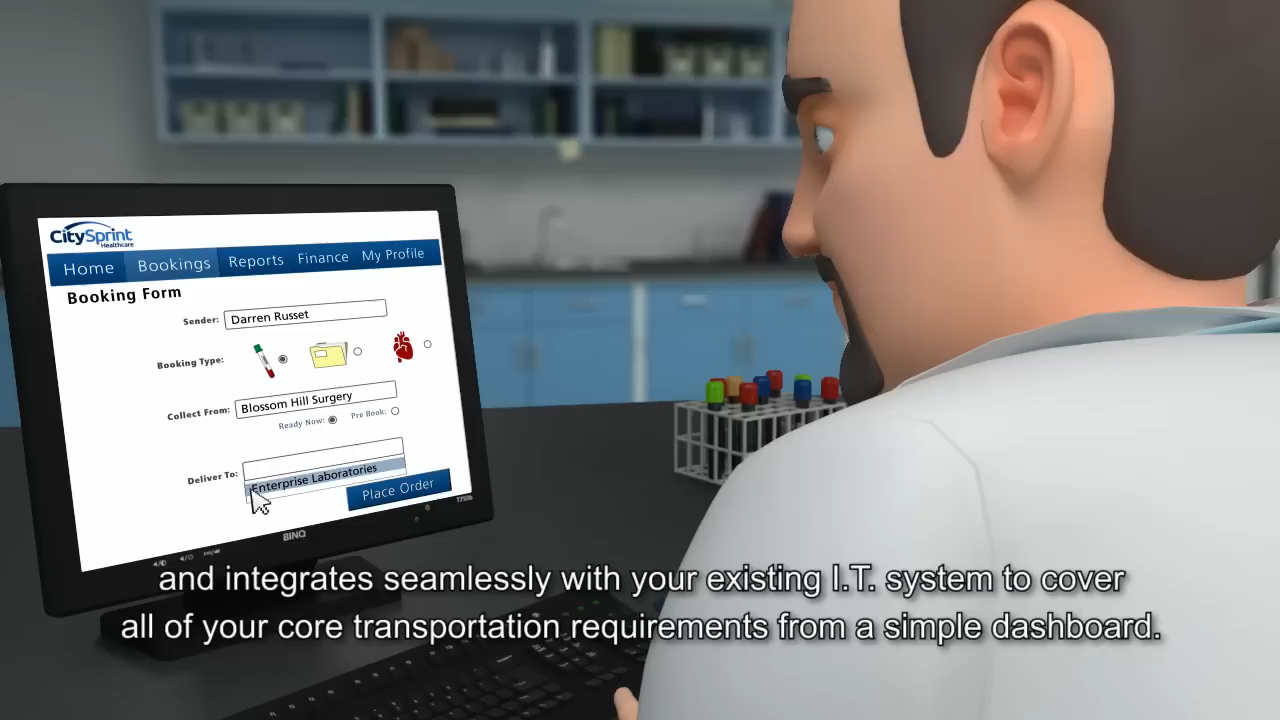 CitySprint
Healthcare
Home Bookings Reports Finance My Profile
Booking Form
Sender: Darren Russet
Booking Type:
Collect From: Blossom Hill Surgery
Ready Now: Pre Book:
Deliver To:
Enterprise Laboratories
Place Order
BINQ
and integrates seamlessly with your existing I.T. system to cover
all of your core transportation requirements from a simple dashboard.